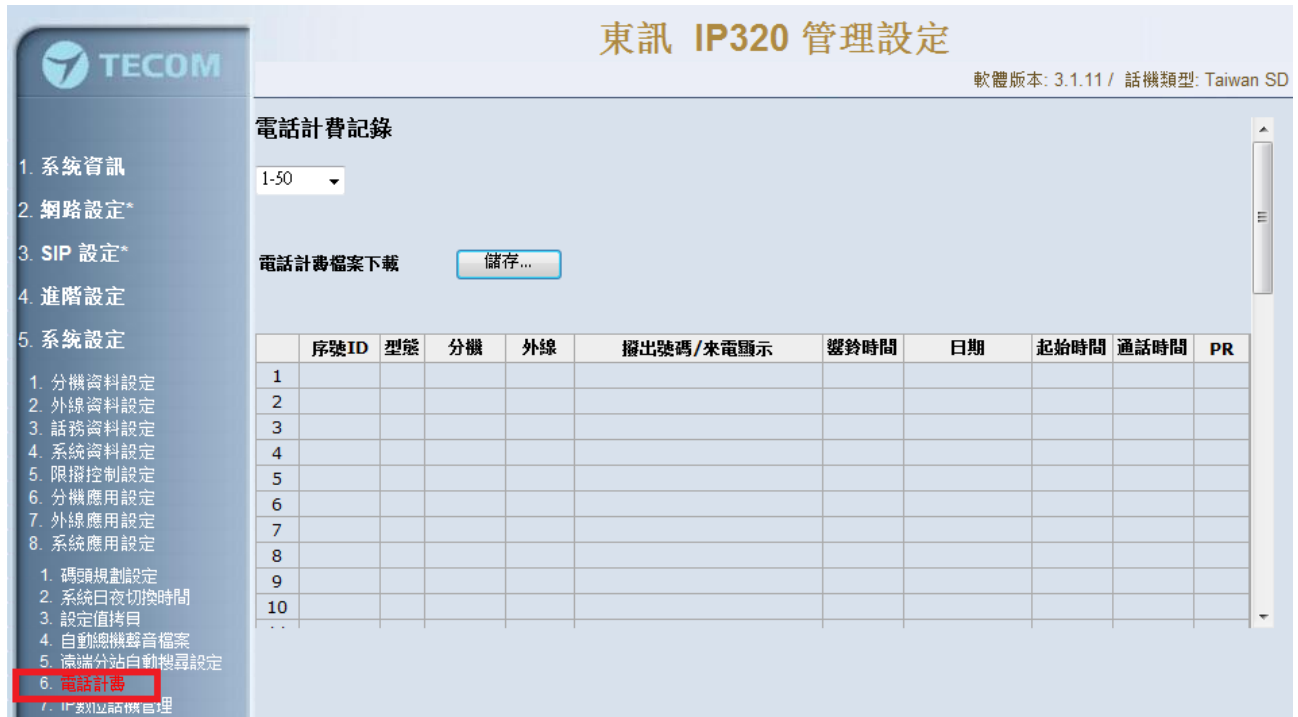 TECOM
東訊 IP320 管理設定
軟體版本: 3.1.11 / 話機類型: Taiwan SD
1. 系統資訊
2. 網路設定*
3. SIP 設定*
4. 進階設定
5. 系統設定
1. 分機資料設定
2. 外線資料設定
3. 話務資料設定
4. 系統資料設定
5. 限撥控制設定
6. 分機應用設定
7. 外線應用設定
8. 系統應用設定
1. 碼頭規劃設定
2. 系統日夜切換時間
3. 設定值拷貝
4. 自動總機聲音檔案
5. 遠端分站自動搜尋設定
6. 電話計費
7. IP數位話機管理
電話計費記錄
1-50
電話計費檔案下載 儲存...
序號ID 型態 分機 外線 撥出號碼/來電顯示 響鈴時間 日期 起始時間 通話時間 PR
1
2
3
4
5
6
7
8
9
10